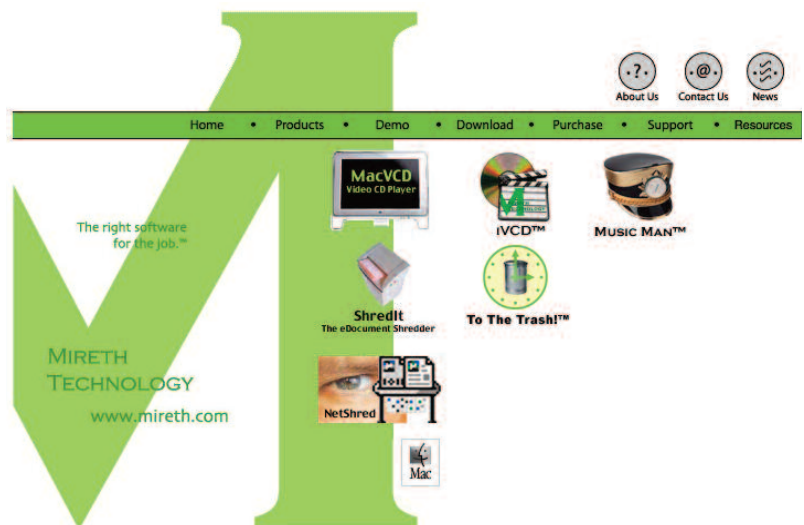 About Us Contact Us News
Home • Products • Demo • Download • Purchase • Support • Resources
MacVCD
Video CD Player
iVCD™
MUSIC MAN™
The right software
for the job.™
ShredIt
The eDocument Shredder
To The Trash!™
MIRETH
TECHNOLOGY
www.mireth.com
NetShred
Mac